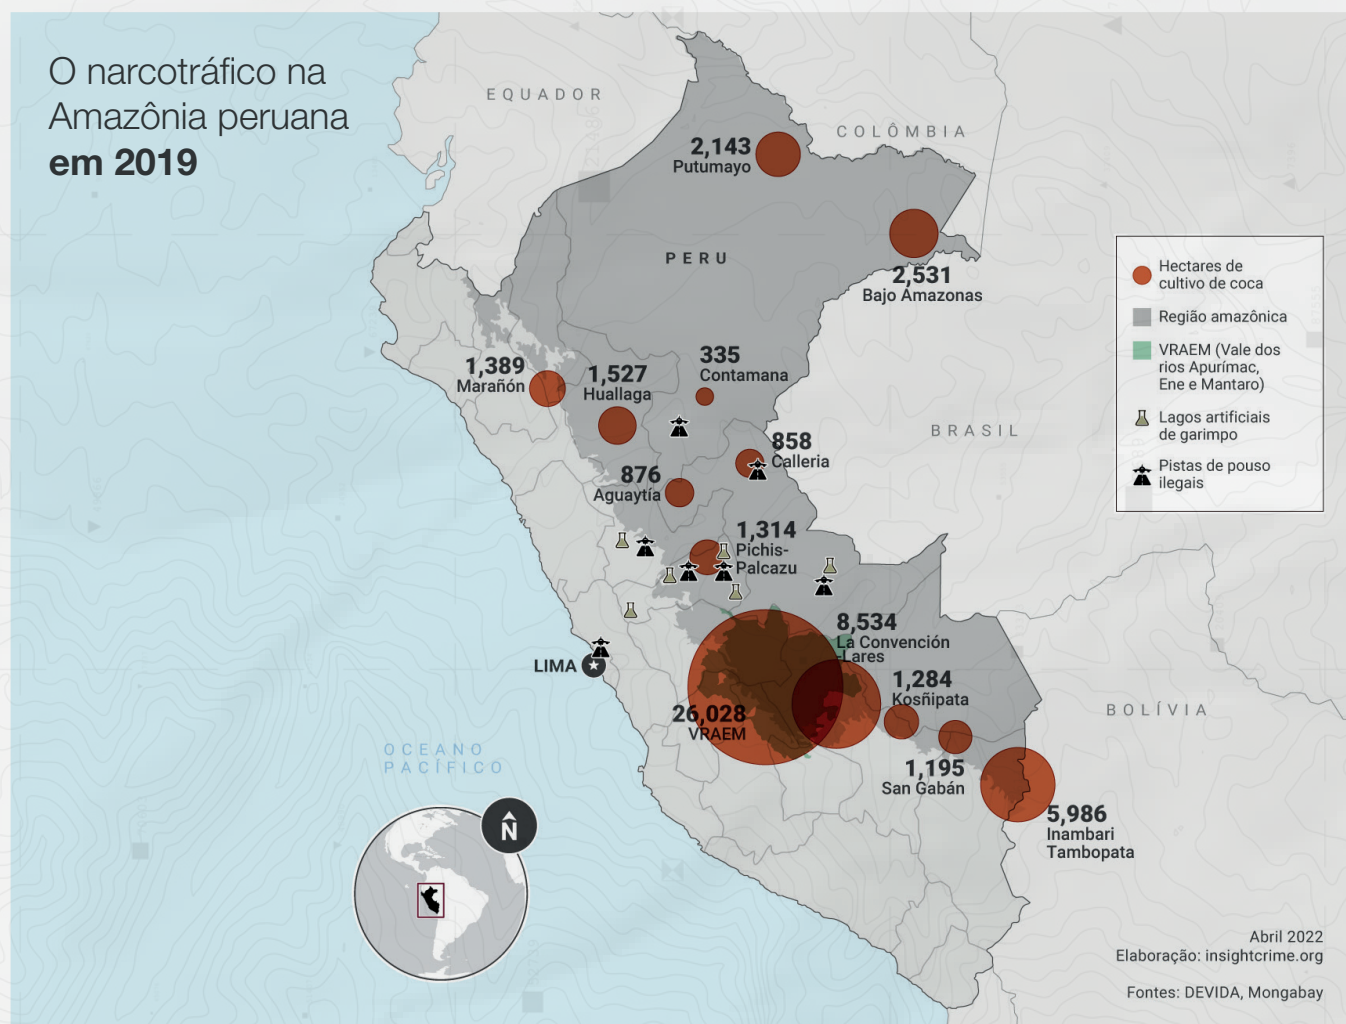 O narcotráfico na
Amazônia peruana
em 2019
EQUADOR
COLÔMBIA
2,143
Putumayo
PERU
2,531
Bajo Amazonas
Hectares de
cultivo de coca
Região amazônica
VRAEM (Vale dos
rios Apurímac,
Ene e Mantaro)
Lagos artificiais
de garimpo
Pistas de pouso
ilegais
1,389
Marañón
1,527
Huallaga
335
Contamana
BRASIL
858
Calleria
876
Aguaytía
1,314
Pichis-
Palcazu
8,534
La Convención
-Lares
LIMA
1,284
Kosñipata
26,028
VRAEM
BOLÍVIA
OCEANO
PACÍFICO
1,195
San Gabán
5,986
Inambari
Tambopata
N
Abril 2022
Elaboração: insightcrime.org
Fontes: DEVIDA, Mongabay